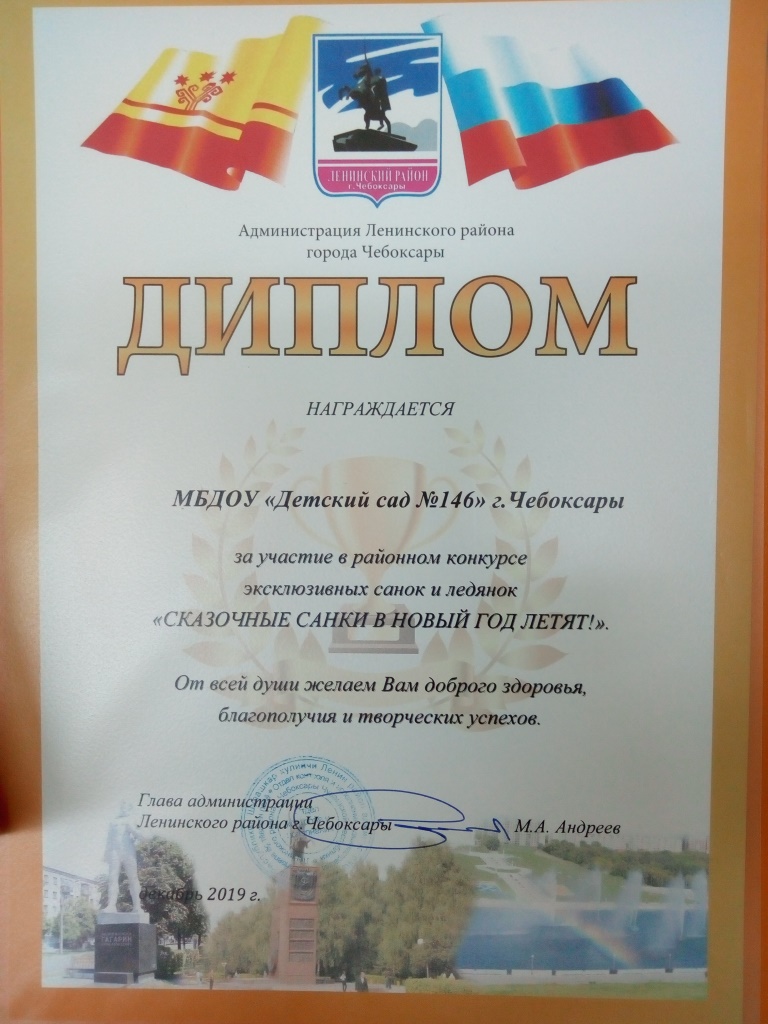 ЛЕНИНСКИЙ РАЙОН
г.Чебоксары
Администрация Ленинского района
города Чебоксары
ДИПЛОМ
НАГРАЖДАЕТСЯ
МБДОУ «Детский сад №146» г.Чебоксары
за участие в районном конкурсе
эксклюзивных санок и ледянок
«СКАЗОЧНЫЕ САНКИ В НОВЫЙ ГОД ЛЕТЯТ!».
От всей души желаем Вам доброго здоровья,
благополучия и творческих успехов.
Глава администрации
Ленинского района г.Чебоксары М.А. Андреев
декабрь 2019 г.
ГАГАРИН